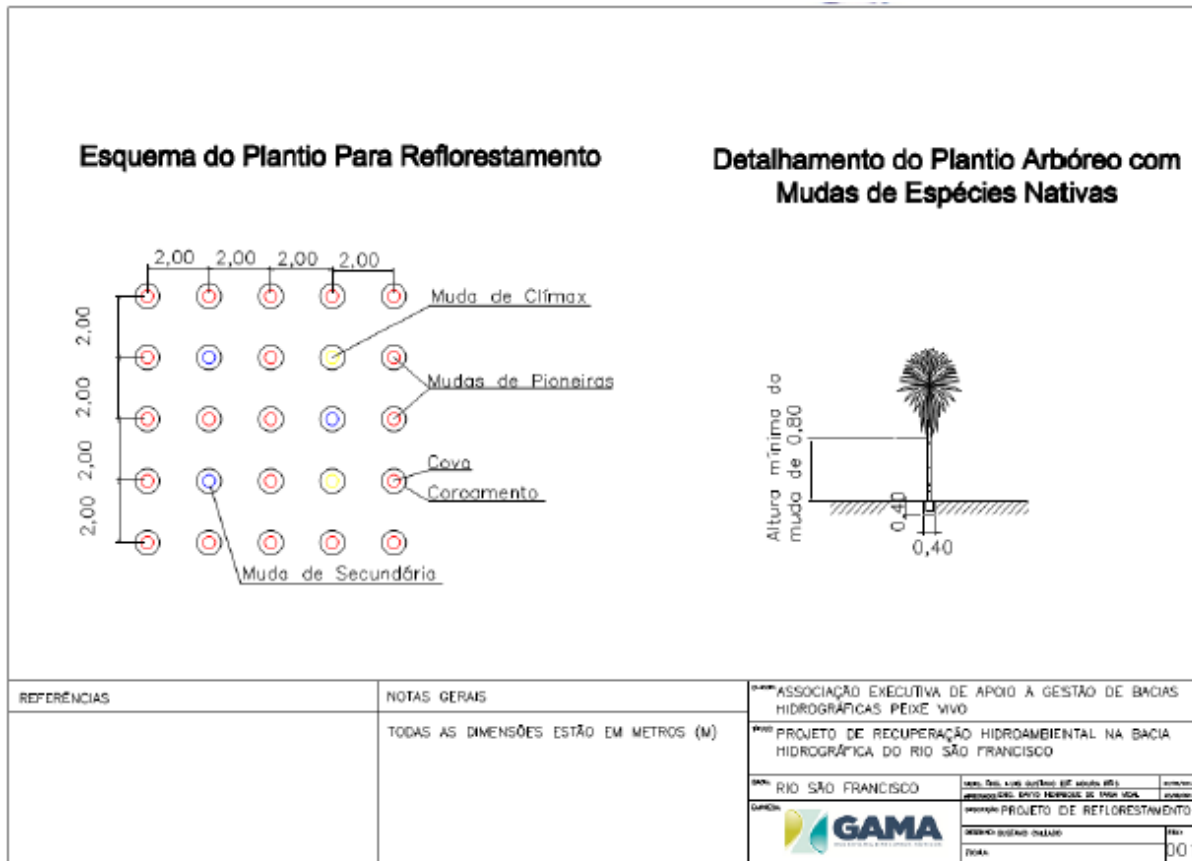 Esquema do Plantio Para Reflorestamento
Detalhamento do Plantio Arbóreo com
Mudas de Espécies Nativas
2,00 2,00 2,00 2,00
2,00
2,00
2,00
2,00
Muda de Clímax
Mudas de Pioneiras
Cova
Coroamento
Muda de Secundária
Altura mínima da
muda de 0,80
0,40
0,40
REFERÊNCIAS
NOTAS GERAIS
TODAS AS DIMENSÕES ESTÃO EM METROS (M)
ASSOCIAÇÃO EXECUTIVA DE APOIO À GESTÃO DE BACIAS
HIDROGRÁFICAS PEIXE VIVO
PROJETO DE RECUPERAÇÃO HIDROAMBIENTAL NA BACIA
HIDROGRÁFICA DO RIO SÃO FRANCISCO
RIO SÃO FRANCISCO
PROJETO DE REFLORESTAMENTO
GAMA